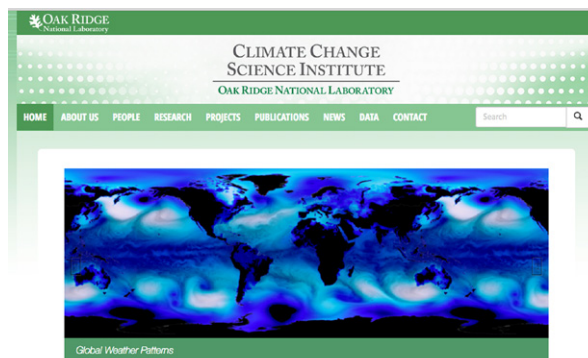 OAK RIDGE
National Laboratory
CLIMATE CHANGE
SCIENCE INSTITUTE
OAK RIDGE NATIONAL LABORATORY
HOME ABOUT US PEOPLE RESEARCH PROJECTS PUBLICATIONS NEWS DATA CONTACT Search
Global Weather Patterns